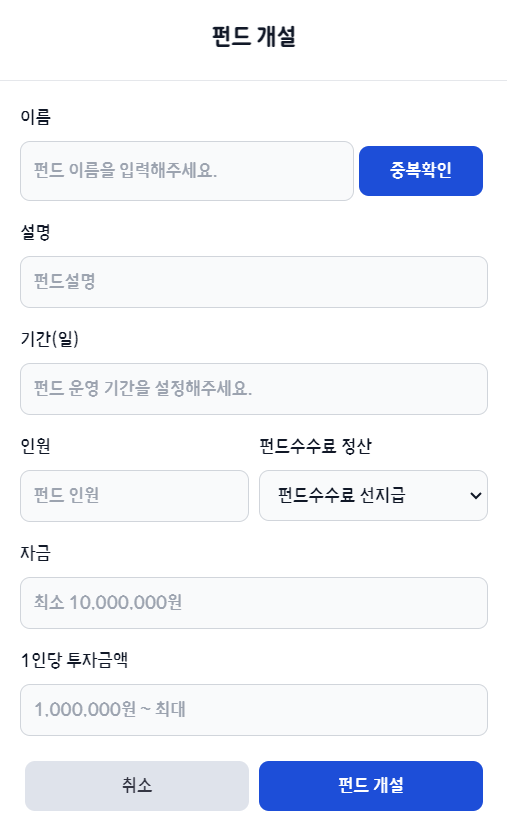 펀드 개설
이름
펀드 이름을 입력해주세요.
중복확인
설명
펀드설명
기간(일)
펀드 운영 기간을 설정해주세요.
인원
펀드수수료 정산
펀드 인원
펀드수수료 선지급
자금
최소 10,000,000원
1인당 투자금액
1,000,000원 ~ 최대
취소
펀드 개설